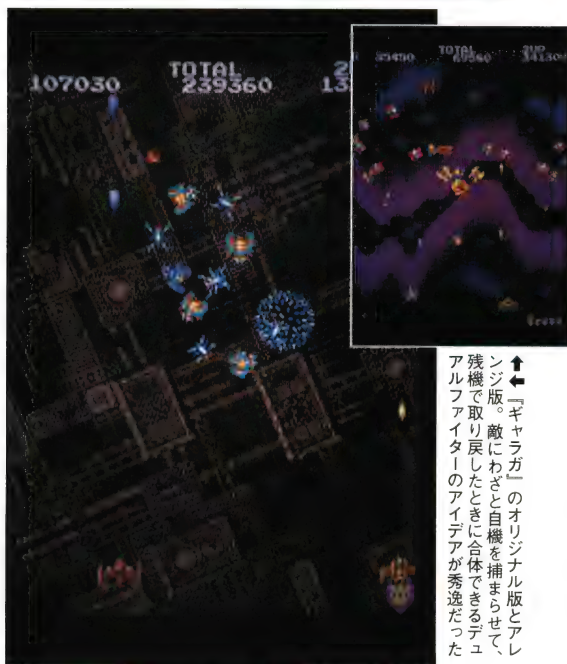 TOTAL
107030 239360
TOTAL 2UP
↑←『ギャラガ』のオリジナル版とアレ
ンジ版。敵にわざと自機を捕まらせて、
残機で取り戻したときに合体できるデュ
アルファイターのアイデアが秀逸だった